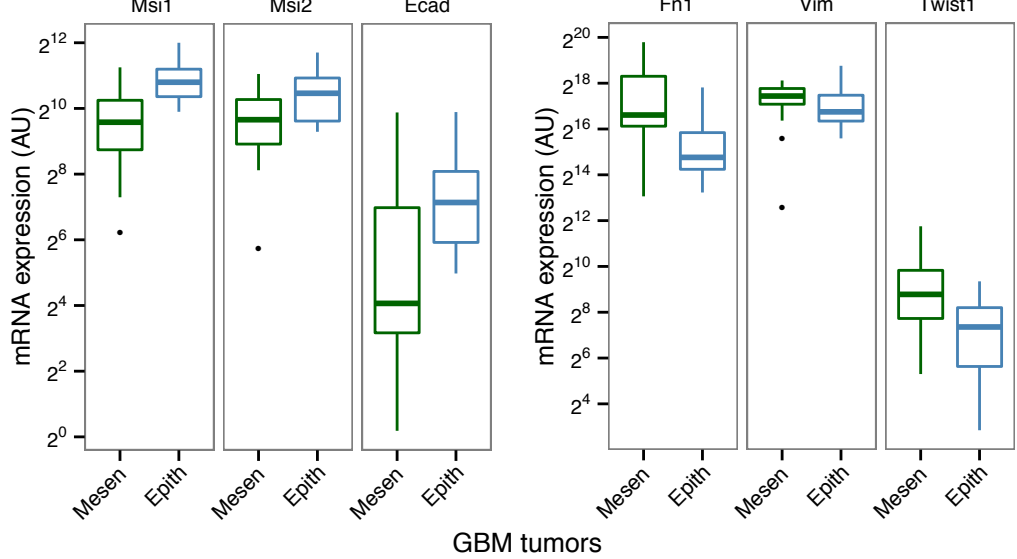 Msi1 Msi2 Ecad
mRNA expression (AU)
2^12
2^10
2^8
2^6
2^4
2^2
2^0
Mesen Epith Mesen Epith Mesen Epith
Fn1 Vim Twist1
mRNA expression (AU)
2^20
2^18
2^16
2^14
2^12
2^10
2^8
2^6
2^4
Mesen Epith Mesen Epith Mesen Epith
GBM tumors